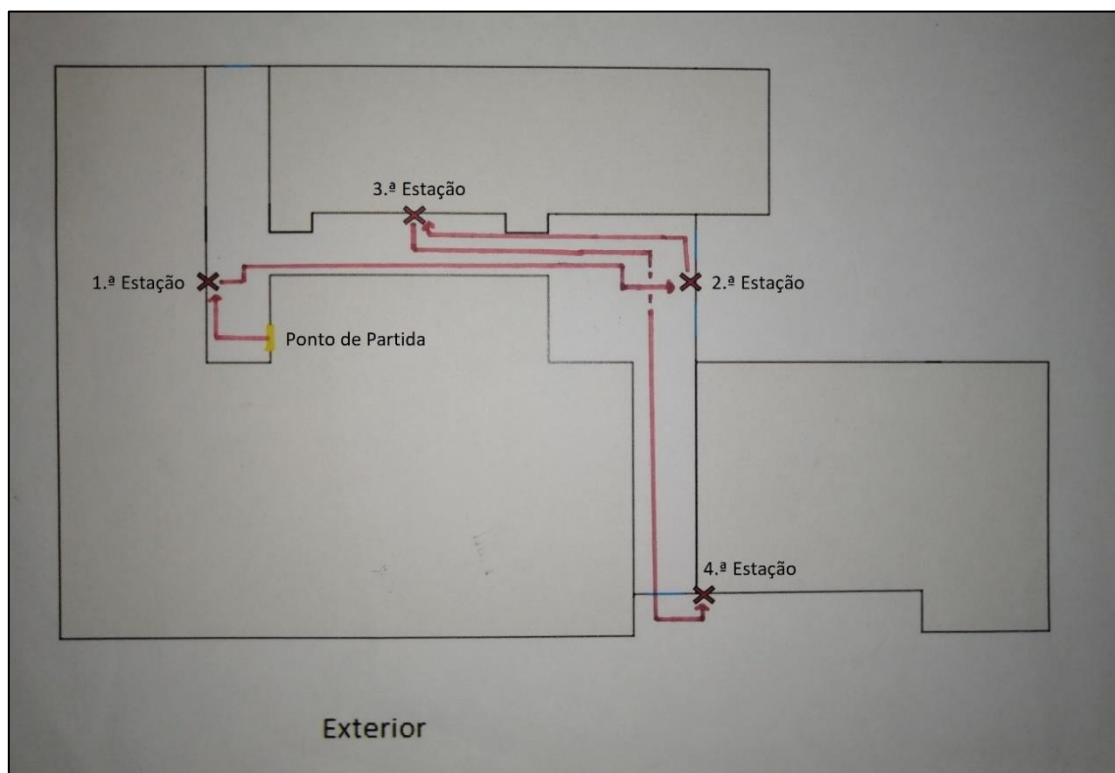 3.ª Estação
1.ª Estação
2.ª Estação
Ponto de Partida
4.ª Estação
Exterior